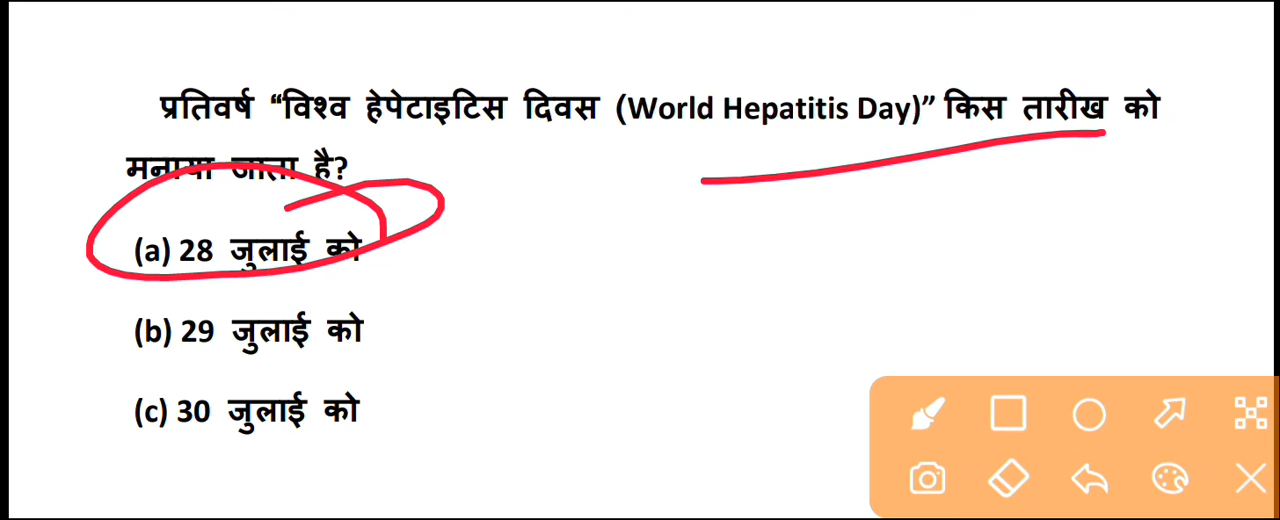 प्रतिवर्ष “विश्व हेपेटाइटिस दिवस (World Hepatitis Day)” किस तारीख को
मनाया जाता है?
(a) 28 जुलाई को
(b) 29 जुलाई को
(c) 30 जुलाई को